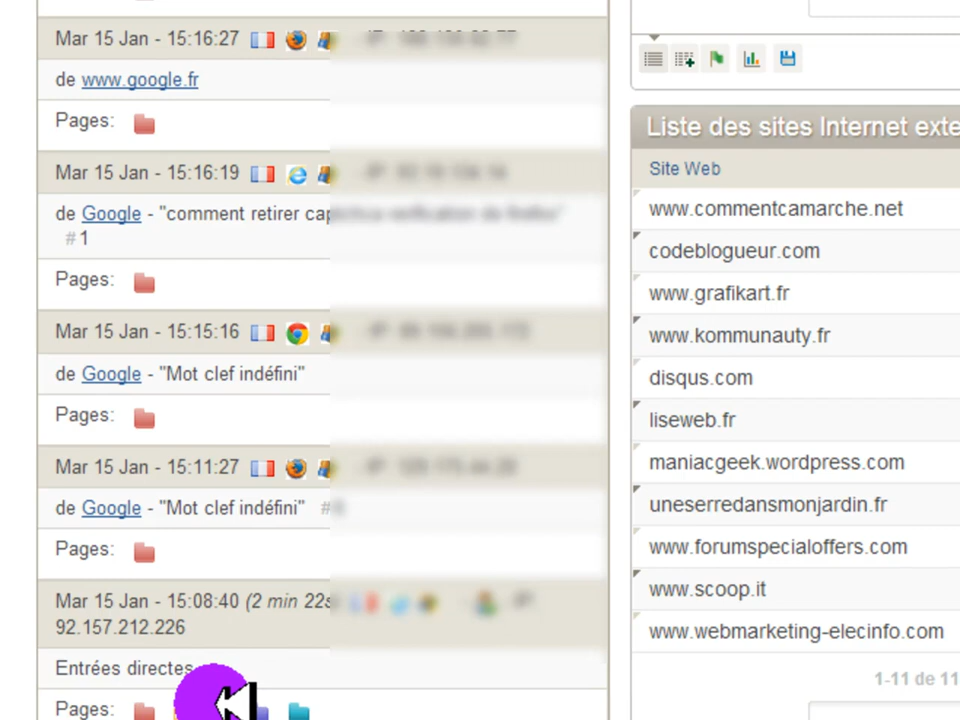 Mar 15 Jan - 15:16:27
de www.google.fr
Pages:
Mar 15 Jan - 15:16:19
de Google - "comment retirer
#1
Pages:
Mar 15 Jan - 15:15:16
de Google - "Mot clef indéfini"
Pages:
Mar 15 Jan - 15:11:27
de Google - "Mot clef indéfini" #
Pages:
Mar 15 Jan - 15:08:40 (2 min 22s
92.157.212.226
Entrées directes
Pages:
Liste des sites Internet exte
Site Web
www.commentcamarche.net
codeblogueur.com
www.grafikart.fr
www.kommunauty.fr
disqus.com
liseweb.fr
maniacgeek.wordpress.com
uneserredansmonjardin.fr
www.forumspecialoffers.com
www.scoop.it
www.webmarketing-elecinfo.com
1-11 de 11